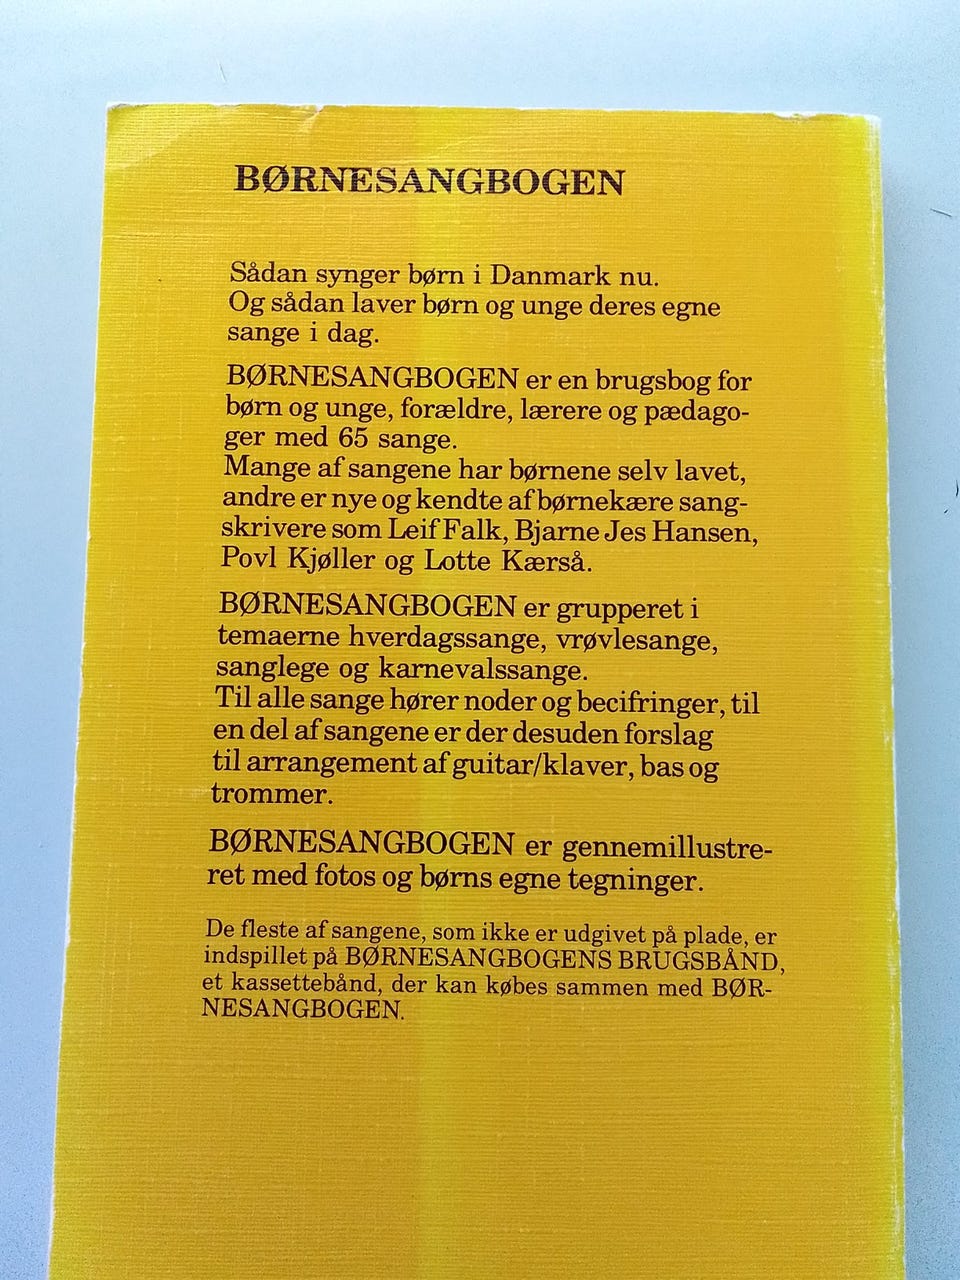 BØRNESANGBOGEN
Sådan synger børn i Danmark nu.
Og sådan laver børn og unge deres egne
sange i dag.
BØRNESANGBOGEN er en brugsbog for
børn og unge, forældre, lærere og pædago-
ger med 65 sange.
Mange af sangene har børnene selv lavet,
andre er nye og kendte af børnekære sang-
skrivere som Leif Falk, Bjarne Jes Hansen,
Povl Kjøller og Lotte Kærså.
BØRNESANGBOGEN er grupperet i
temaerne hverdagssange, vrøvlesange,
sanglege og karnevalssange.
Til alle sange hører noder og becifringer, til
en del af sangene er der desuden forslag
til arrangement af guitar/klaver, bas og
trommer.
BØRNESANGBOGEN er gennemillustre-
ret med fotos og børns egne tegninger.
De fleste af sangene, som ikke er udgivet på plade, er
indspillet på BØRNESANGBOGENS BRUGSBÅND,
et kassettebånd, der kan købes sammen med BØR-
NESANGBOGEN.